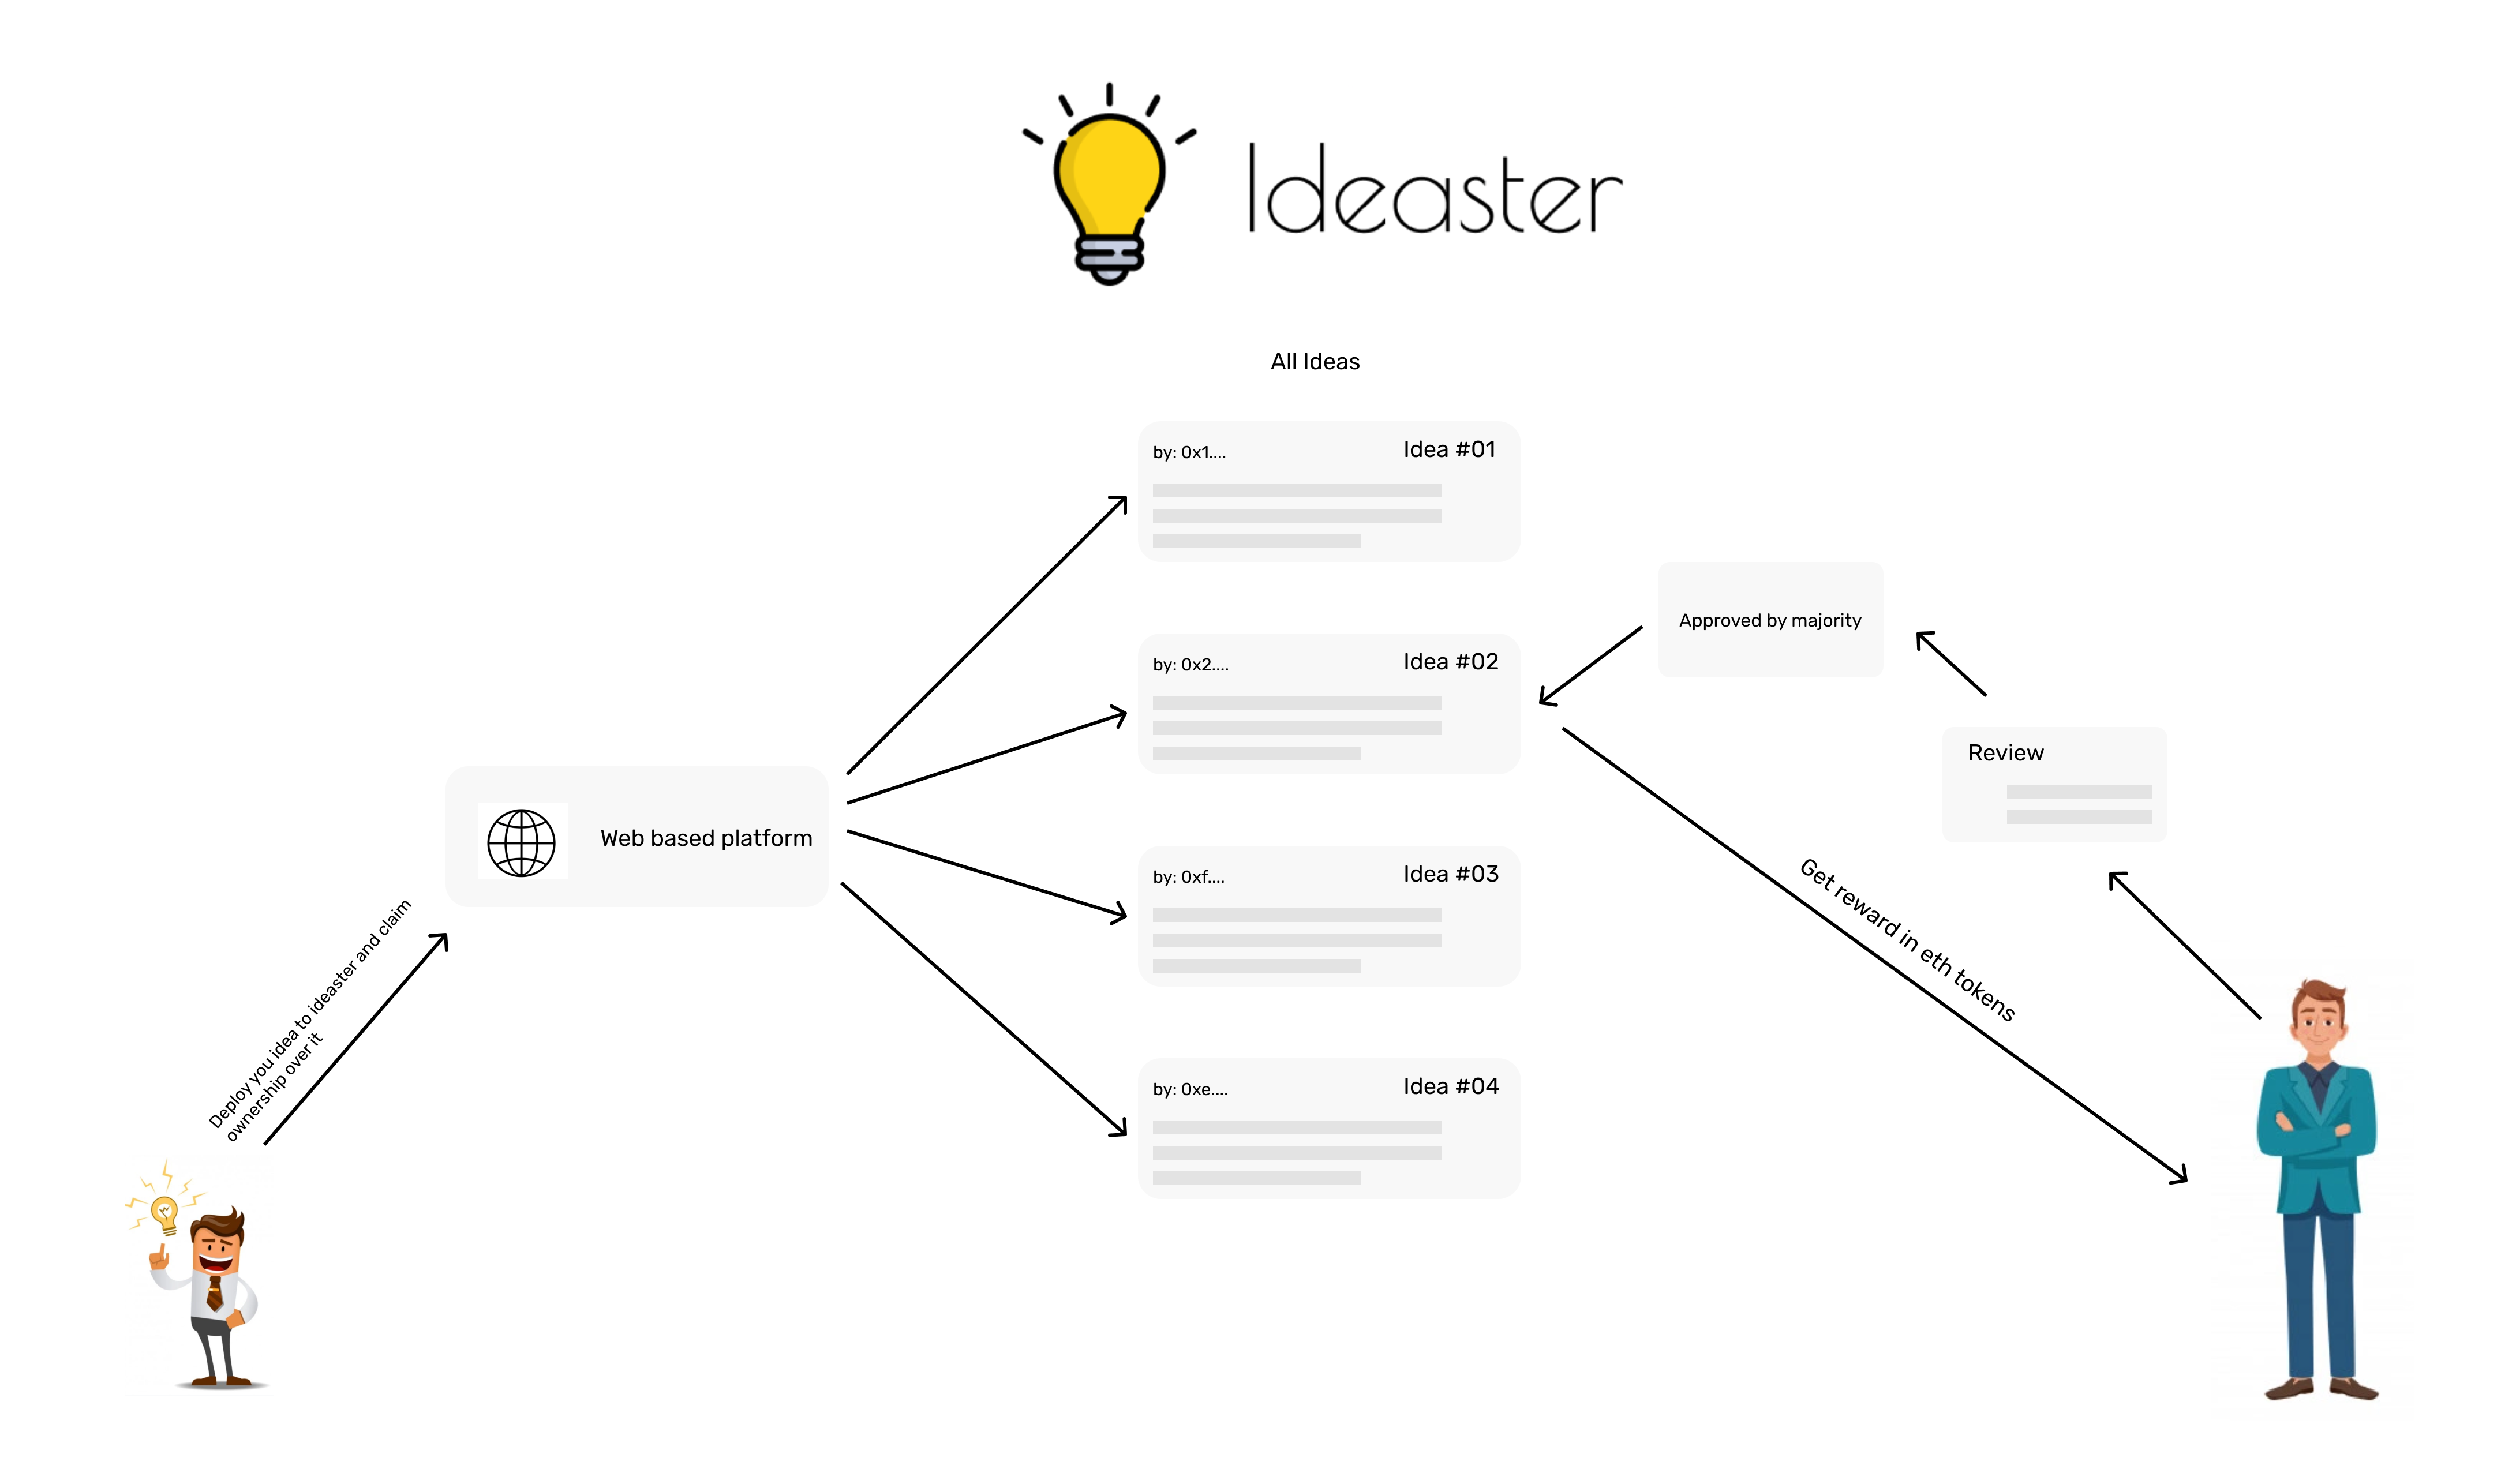 Ideaster
All Ideas
by: 0x1....
Idea #01
by: 0x2....
Idea #02
Approved by majority
Review
Web based platform
by: 0xf....
Idea #03
Get reward in eth tokens
Deploy you idea to ideaster and claim
ownership over it
by: 0xe....
Idea #04